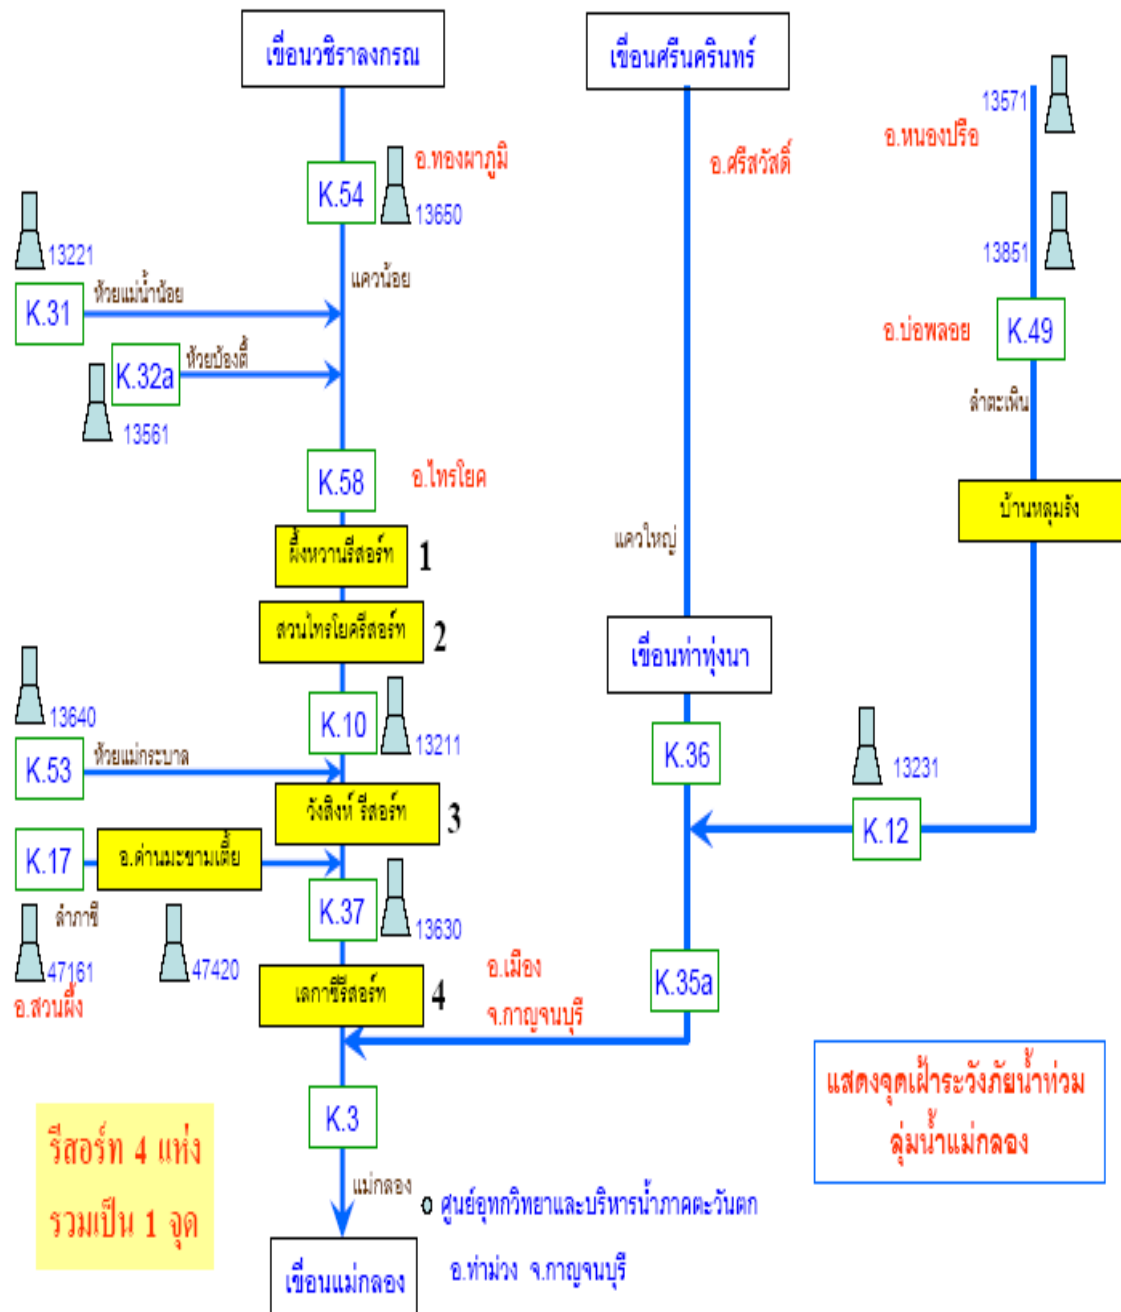 เขื่อนวชิราลงกรณ
เขื่อนศรีนครินทร์
13571
อ.หนองปรือ
อ.ทองผาภูมิ
อ.ศรีสวัสดิ์
K.54
13650
13221
13851
แควน้อย
ห้วยแม่น้ำน้อย
K.31
อ.บ่อพลอย
K.49
ห้วยบ้องตี้
K.32a
ลำตะเพิน
13561
K.58
อ.ไทรโยค
บ้านหลุมรัง
แควใหญ่
ผึ้งหวานรีสอร์ท
1
สวนไทรโยครีสอร์ท
2
เขื่อนท่าทุ่งนา
13640
K.10
13211
K.36
ห้วยแม่กระบาล
K.53
13231
วังสิงห์ รีสอร์ท
3
K.12
K.17
อ.ด่านมะขามเตี้ย
ลำภาชี
K.37
13630
47161
47420
อ.สวนผึ้ง
เลกาซีรีสอร์ท
4
อ.เมือง
จ.กาญจนบุรี
K.35a
แสดงจุดเฝ้าระวังภัยน้ำท่วม
ลุ่มน้ำแม่กลอง
K.3
รีสอร์ท 4 แห่ง
รวมเป็น 1 จุด
แม่กลอง
ศูนย์อุทกวิทยาและบริหารน้ำภาคตะวันตก
อ.ท่าม่วง จ.กาญจนบุรี
เขื่อนแม่กลอง